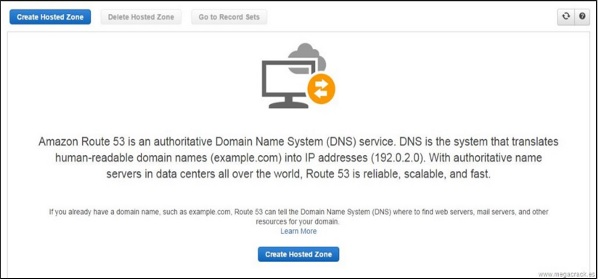 Create Hosted Zone Delete Hosted Zone Go to Record Sets
Amazon Route 53 is an authoritative Domain Name System (DNS) service. DNS is the system that translates
human-readable domain names (example.com) into IP addresses (192.0.2.0). With authoritative name
servers in data centers all over the world, Route 53 is reliable, scalable, and fast.
If you already have a domain name, such as example.com, Route 53 can tell the Domain Name System (DNS) where to find web servers, mail servers, and other
resources for your domain.
Learn More
Create Hosted Zone